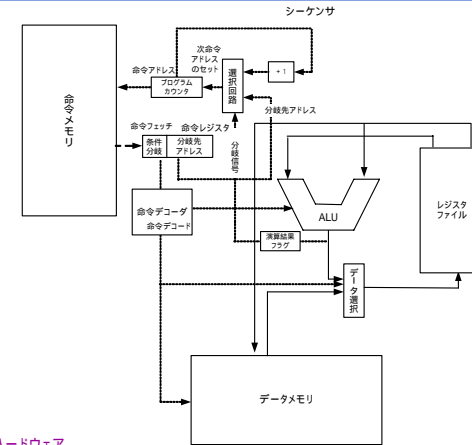 シーケンサ
次命令
アドレス
のセット
命令アドレス
プログラム
カウンタ
選択回路
+1
分岐先アドレス
命令メモリ
命令フェッチ
命令レジスタ
条件
分岐
分岐先
アドレス
分岐信号
命令デコーダ
命令デコード
ALU
演算結果
フラグ
レジスタ
ファイル
データ選択
データメモリ